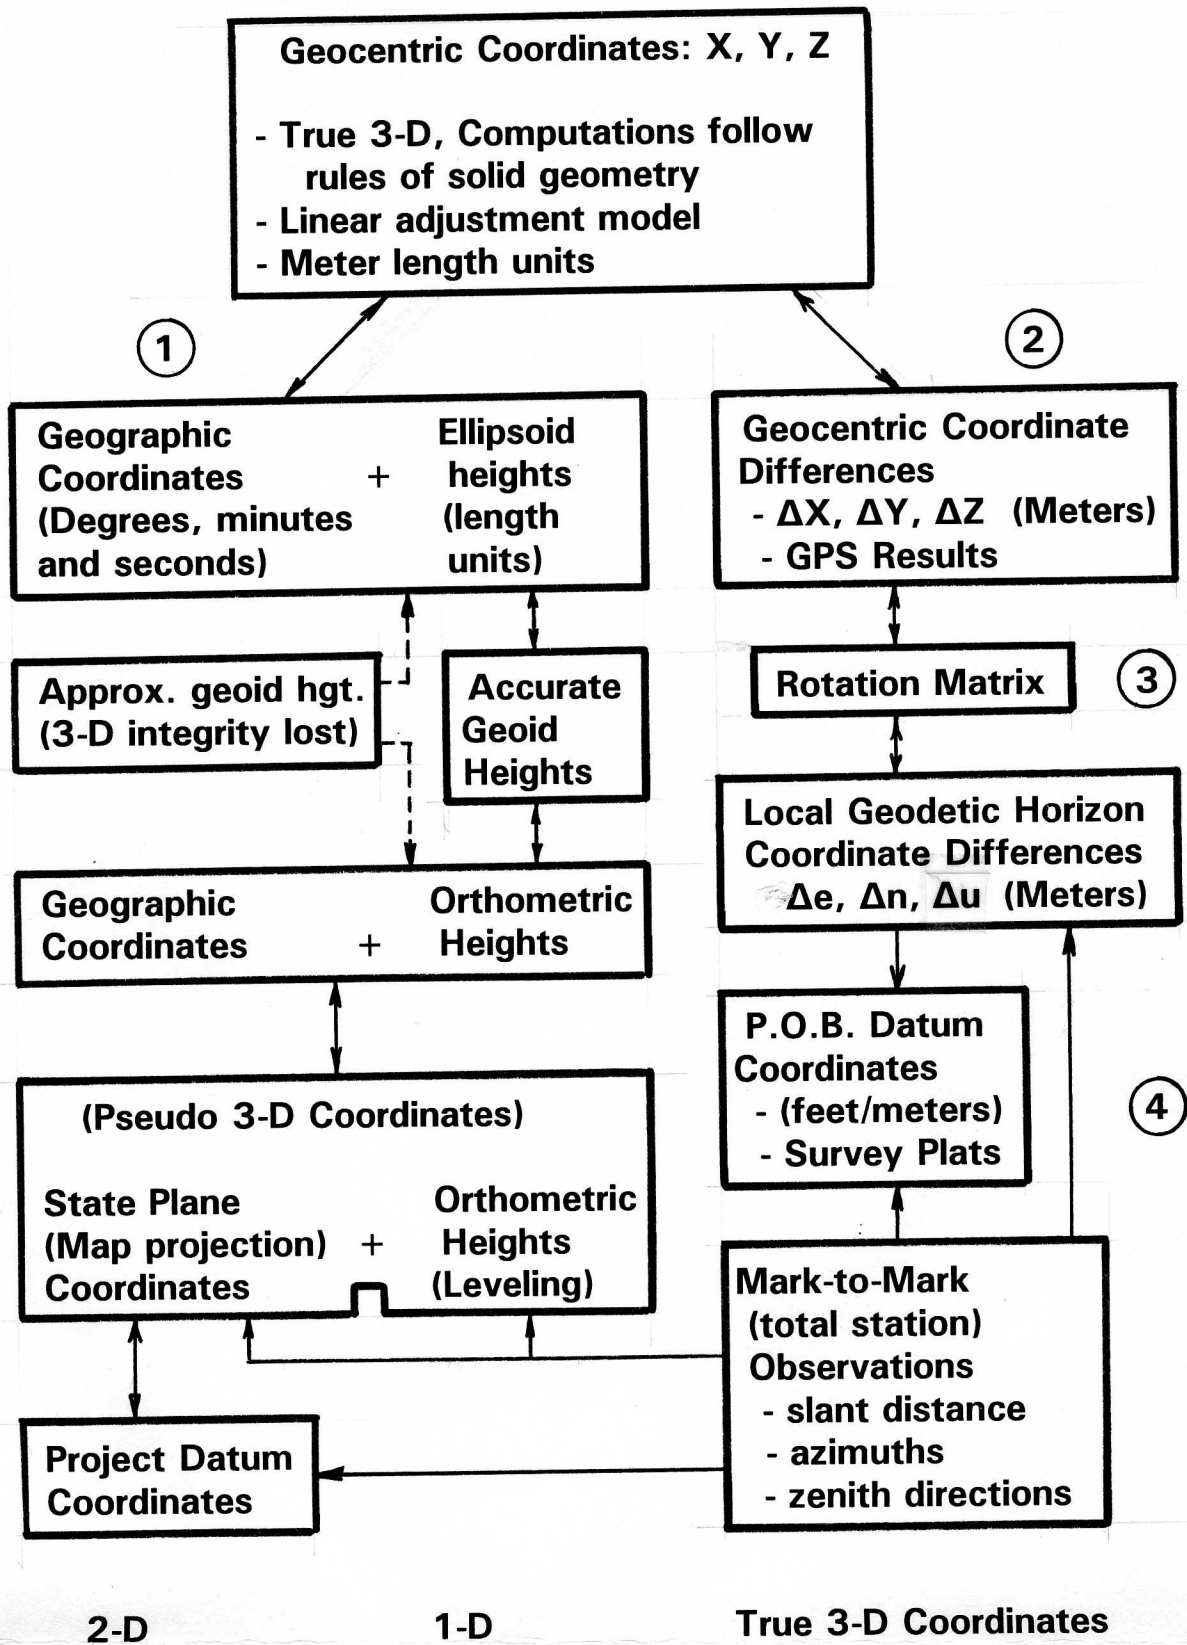 Geocentric Coordinates: X, Y, Z
- True 3-D, Computations follow
rules of solid geometry
- Linear adjustment model
- Meter length units
1
2
Geographic
Coordinates
(Degrees, minutes
and seconds)
+
Ellipsoid
heights
(length
units)
Geocentric Coordinate
Differences
- ΔX, ΔY, ΔZ (Meters)
- GPS Results
Approx. geoid hgt.
(3-D integrity lost)
Accurate
Geoid
Heights
Rotation Matrix
3
Local Geodetic Horizon
Coordinate Differences
Δe, Δn, Δu (Meters)
Geographic
Coordinates
+
Orthometric
Heights
P.O.B. Datum
Coordinates
- (feet/meters)
- Survey Plats
4
(Pseudo 3-D Coordinates)
State Plane
(Map projection)
Coordinates
+
Orthometric
Heights
(Leveling)
Mark-to-Mark
(total station)
Observations
- slant distance
- azimuths
- zenith directions
Project Datum
Coordinates
2-D
1-D
True 3-D Coordinates